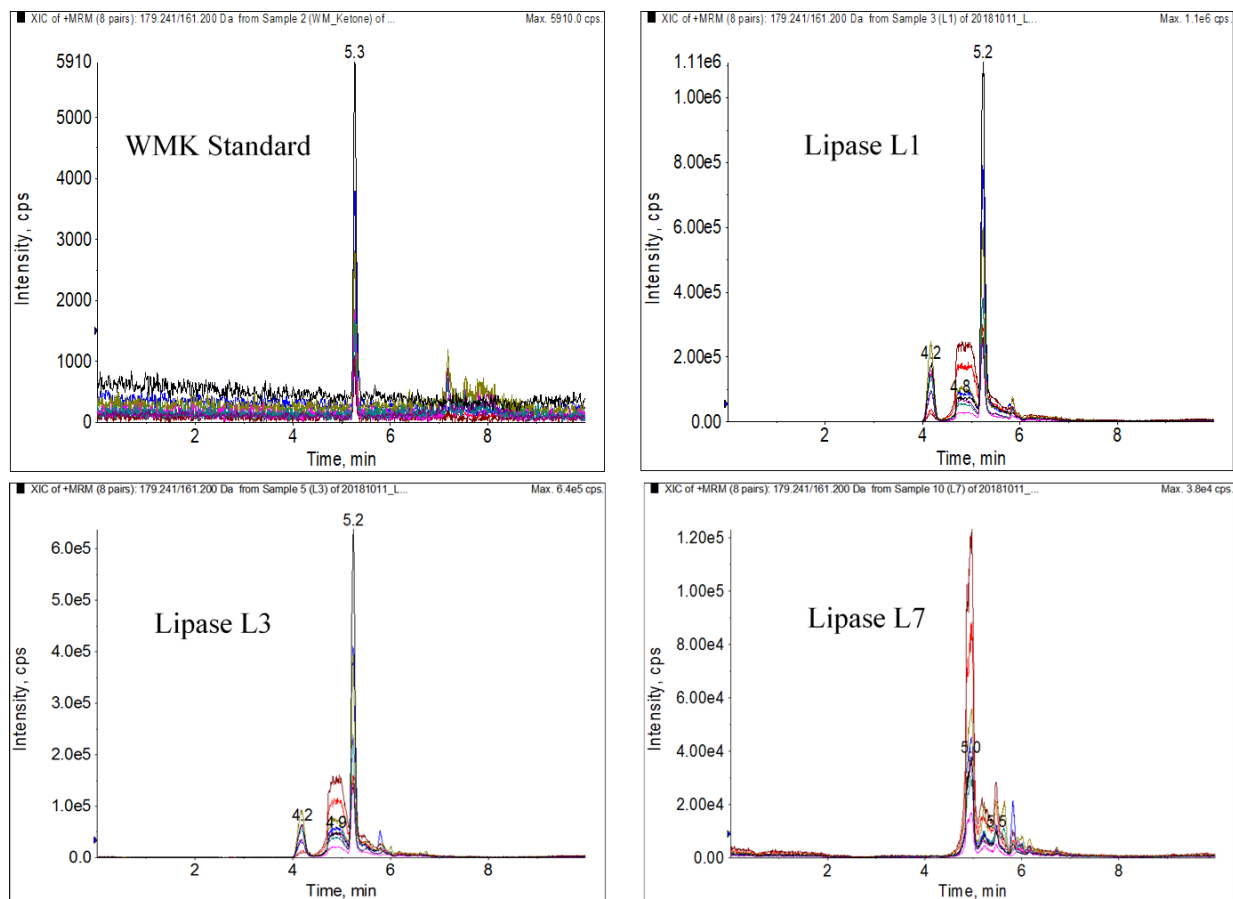 XIC of +MRM (8 pairs): 179.241/161.200 Da from Sample 2 (WM_Ketone) of ... Max. 5910.0 cps.
5.3
5910
5000
4000
3000
2000
1000
0
Intensity, cps
WMK Standard
2 4 6 8
Time, min
XIC of +MRM (8 pairs): 179.241/161.200 Da from Sample 3 (L1) of 20181011_L... Max. 1.1e6 cps.
5.2
1.11e6
1.00e6
8.00e5
6.00e5
4.00e5
2.00e5
0.00
Intensity, cps
Lipase L1
4.2
4.8
2 4 6 8
Time, min
XIC of +MRM (8 pairs): 179.241/161.200 Da from Sample 5 (L3) of 20181011_L... Max. 6.4e5 cps.
5.2
6.0e5
5.0e5
4.0e5
3.0e5
2.0e5
1.0e5
0.0
Intensity, cps
Lipase L3
4.2
4.9
2 4 6 8
Time, min
XIC of +MRM (8 pairs): 179.241/161.200 Da from Sample 10 (L7) of 20181011_... Max. 3.8e4 cps.
1.20e5
1.00e5
8.00e4
6.00e4
4.00e4
2.00e4
0.00
Intensity, cps
Lipase L7
5.0
5.5
2 4 6 8
Time, min